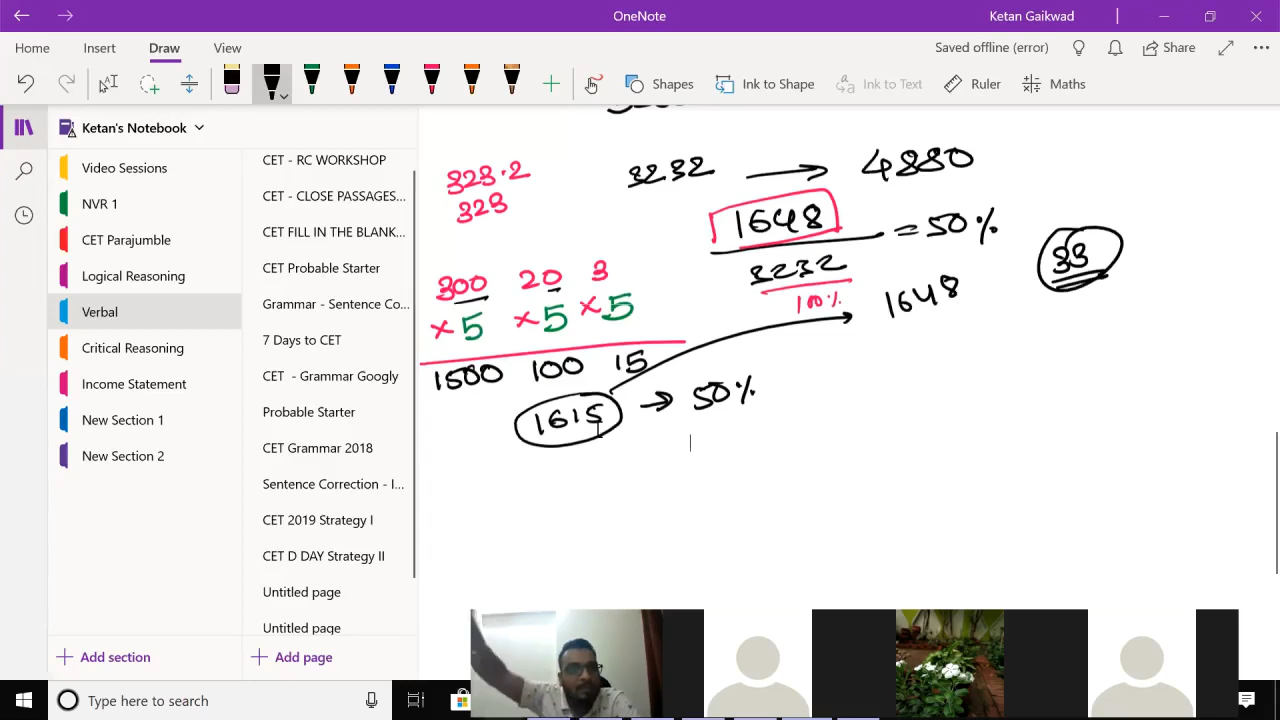 OneNote
Ketan Gaikwad
Home Insert Draw View
Saved offline (error)
Share
Shapes
Ink to Shape
Ink to Text
Ruler
Maths
Ketan's Notebook
Video Sessions
NVR 1
CET Parajumble
Logical Reasoning
Verbal
Critical Reasoning
Income Statement
New Section 1
New Section 2
Add section
CET - RC WORKSHOP
CET - CLOSE PASSAGES...
CET FILL IN THE BLANK...
CET Probable Starter
Grammar - Sentence Co...
7 Days to CET
CET - Grammar Googly
Probable Starter
CET Grammar 2018
Sentence Correction - I...
CET 2019 Strategy I
CET D DAY Strategy II
Untitled page
Untitled page
Add page
323.2
323
3232 → 4880
1648 = 50%
3232
100%
33
300 20 3
×5 ×5 ×5
1500 100 15
1615 → 50%
1648
Type here to search